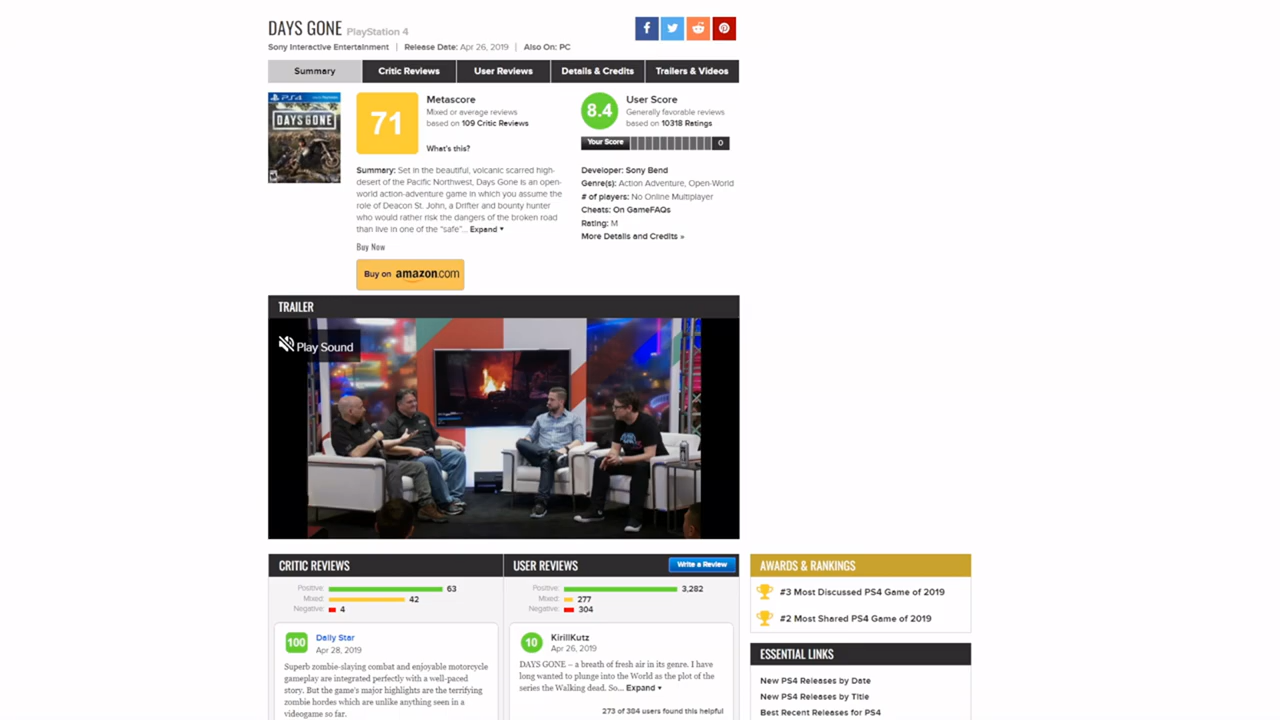 DAYS GONE PlayStation 4
Sony Interactive Entertainment | Release Date: Apr 26, 2019 | Also On: PC
Summary Critic Reviews User Reviews Details & Credits Trailers & Videos
PS4
DAYS GONE
71
Metascore
Mixed or average reviews
based on 109 Critic Reviews
What's this?
8.4
User Score
Generally favorable reviews
based on 10318 Ratings
Your Score 0
Summary: Set in the beautiful, volcanic scarred high-
desert of the Pacific Northwest, Days Gone is an open-
world action-adventure game in which you assume the
role of Deacon St. John, a Drifter and bounty hunter
who would rather risk the dangers of the broken road
than live in one of the "safe"... Expand
Buy Now
Buy on amazon.com
Developer: Sony Bend
Genre(s): Action Adventure, Open-World
# of players: No Online Multiplayer
Cheats: On GameFAQs
Rating: M
More Details and Credits »
TRAILER
Play Sound
CRITIC REVIEWS
Positive: 63
Mixed: 42
Negative: 4
100 Daily Star
Apr 28, 2019
Superb zombie-slaying combat and enjoyable motorcycle
gameplay are integrated perfectly with a well-paced
story. But the game's major highlights are the terrifying
zombie hordes which are unlike anything seen in a
videogame so far.
USER REVIEWS Write a Review
Positive: 3,282
Mixed: 277
Negative: 304
10 KirillKutz
Apr 26, 2019
DAYS GONE – a breath of fresh air in its genre. I have
long wanted to plunge into the World as the plot of the
series the Walking dead. So... Expand
273 of 384 users found this helpful
AWARDS & RANKINGS
#3 Most Discussed PS4 Game of 2019
#2 Most Shared PS4 Game of 2019
ESSENTIAL LINKS
New PS4 Releases by Date
New PS4 Releases by Title
Best Recent Releases for PS4